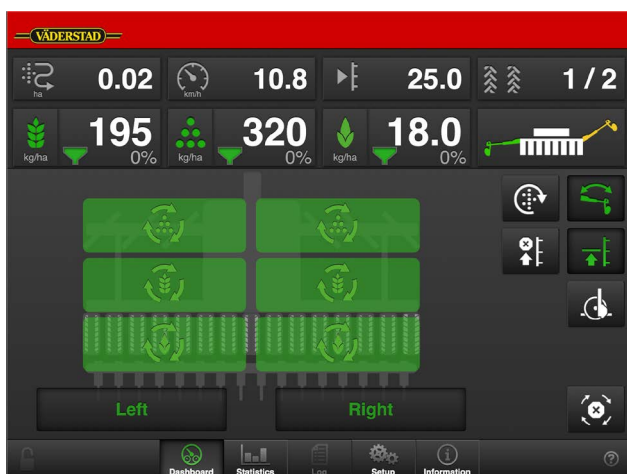 VÄDERSTAD
0.02 10.8 25.0 1 / 2
ha km/h
195 320 18.0
kg/ha 0% kg/ha 0% kg/ha 0%
Left Right
Dashboard Statistics Log Setup Information
?